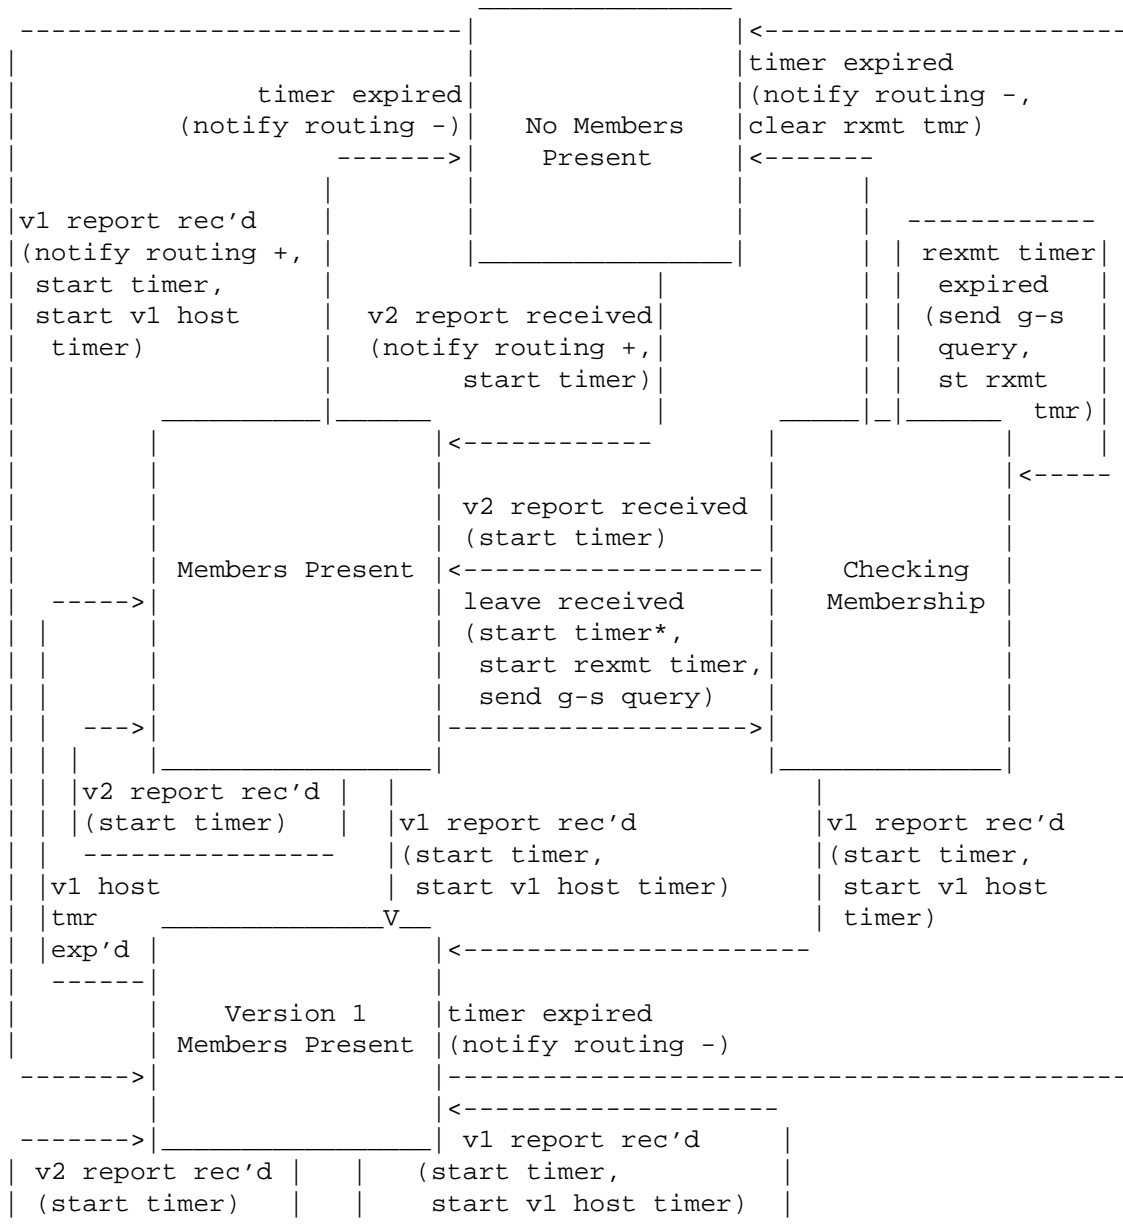 timer expired
timer expired
(notify routing -,
(notify routing -)
No Members
clear rxmt tmr)
Present
v1 report rec’d
(notify routing +,
start timer,
start v1 host
timer)
rexmt timer
expired
(send g-s
query,
st rxmt
tmr)
v2 report received
(notify routing +,
start timer)
v2 report received
(start timer)
Members Present
Checking
Membership
leave received
(start timer*,
start rexmt timer,
send g-s query)
v2 report rec’d
(start timer)
v1 report rec’d
(start timer,
start v1 host timer)
v1 report rec’d
(start timer,
start v1 host
timer)
v1 host
tmr
exp’d
Version 1
Members Present
timer expired
(notify routing -)
v1 report rec’d
(start timer,
start v1 host timer)
v2 report rec’d
(start timer)